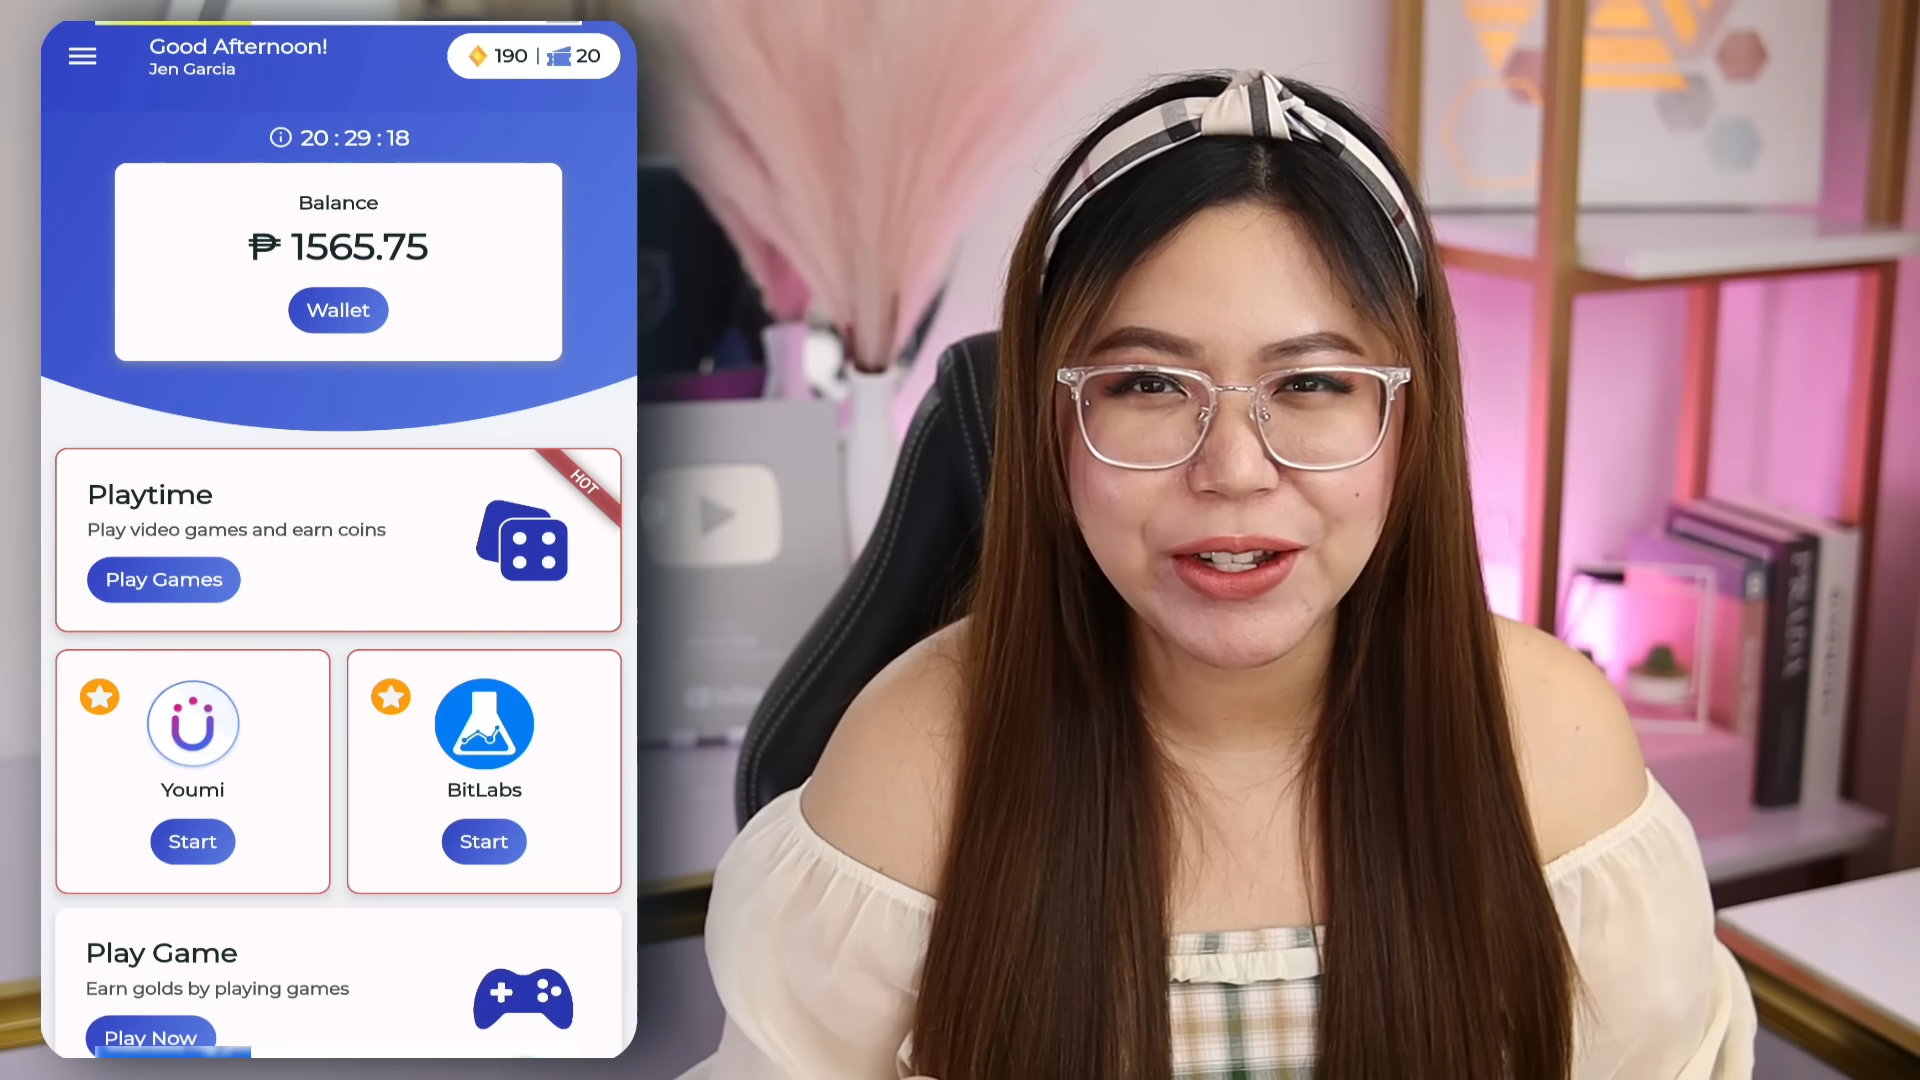 Good Afternoon!
Jen Garcia
190 | 20
20 : 29 : 18
Balance
₱ 1565.75
Wallet
Playtime
Play video games and earn coins
Play Games
HOT
Youmi
Start
BitLabs
Start
Play Game
Earn golds by playing games
Play Now